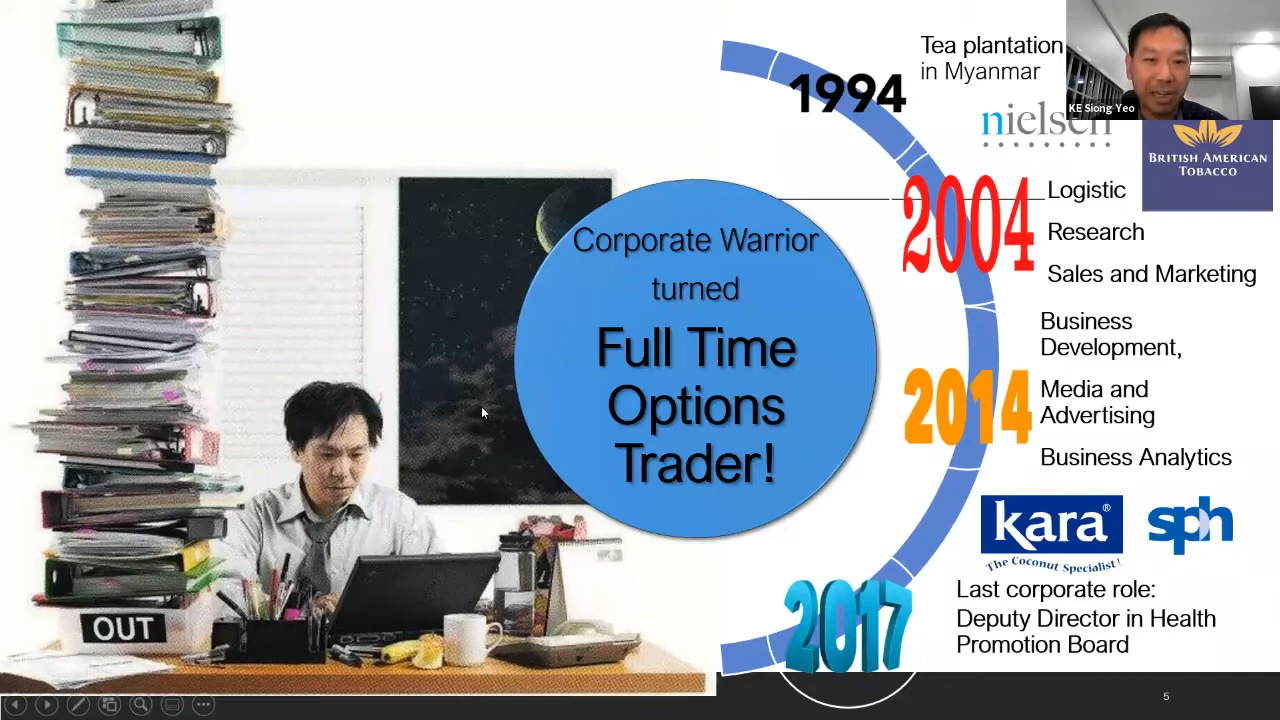 Tea plantation
in Myanmar
1994
KE Siong Yeo
nielsen
BRITISH AMERICAN
TOBACCO
2004
Logistic
Research
Sales and Marketing
Corporate Warrior
turned
Full Time
Options
Trader!
Business
Development,
2014
Media and
Advertising
Business Analytics
kara®
The Coconut Specialist!
sph
2017
Last corporate role:
Deputy Director in Health
Promotion Board
OUT
5